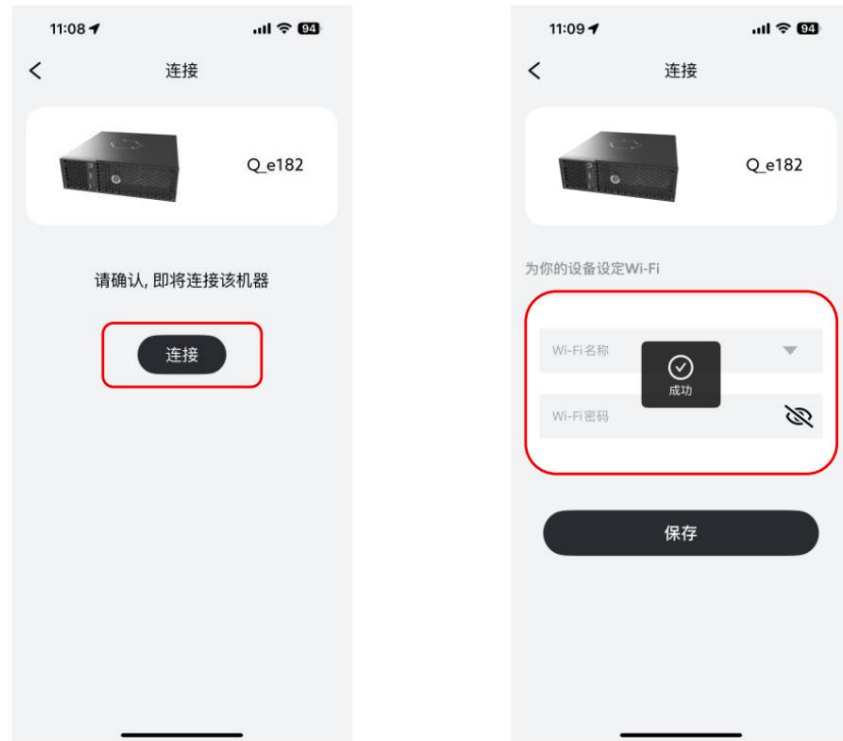 11:08
94
连接
Q_e182
请确认, 即将连接该机器
连接
11:09
94
连接
Q_e182
为你的设备设定Wi-Fi
Wi-Fi名称
成功
Wi-Fi密码
保存